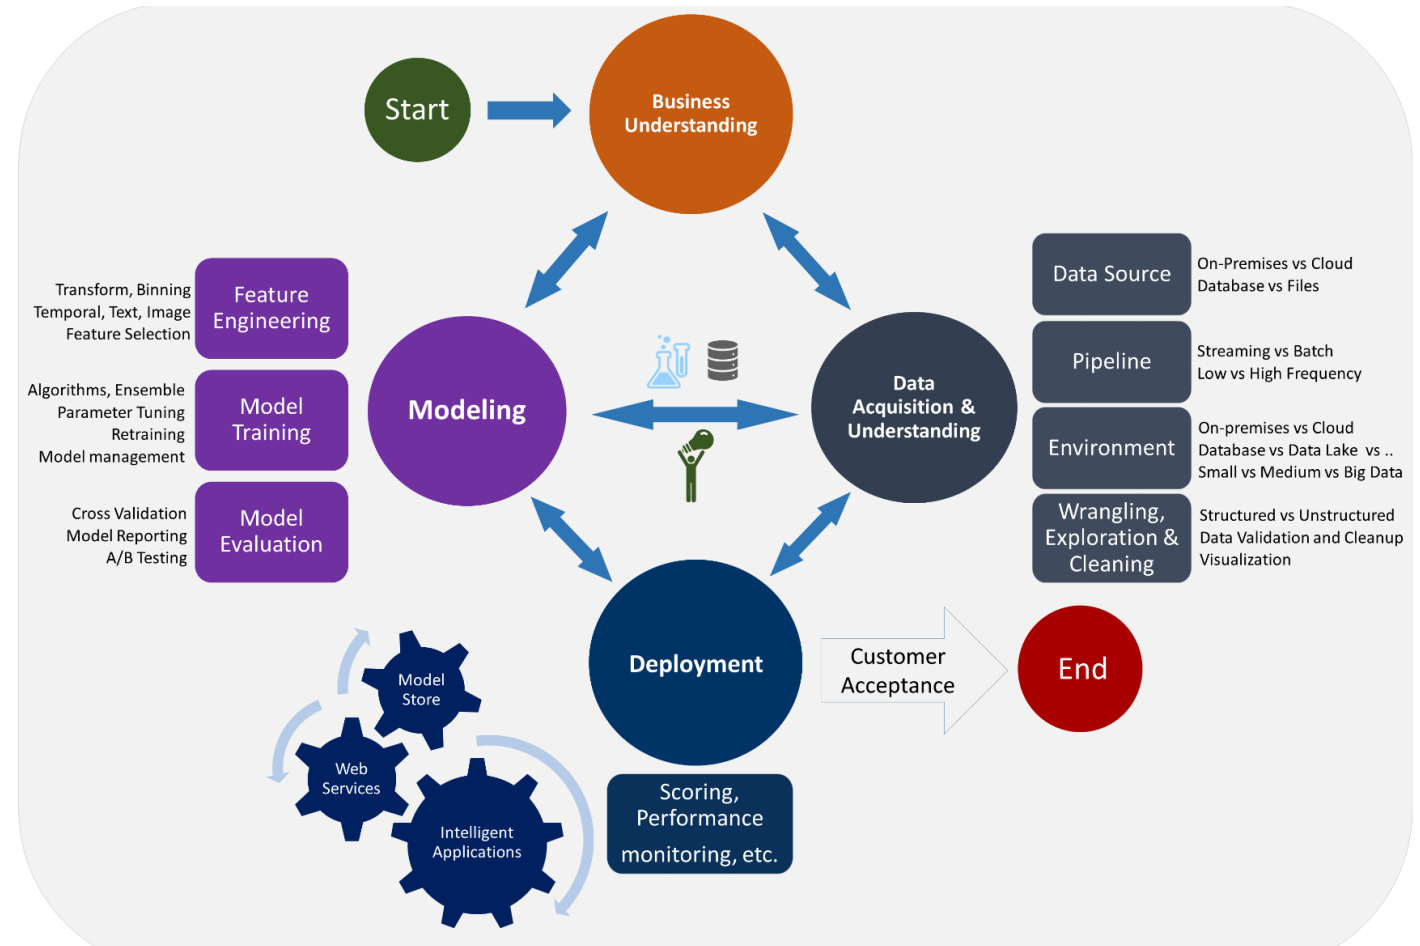 Start
Business
Understanding
Transform, Binning
Temporal, Text, Image
Feature Selection
Feature
Engineering
Algorithms, Ensemble
Parameter Tuning
Retraining
Model management
Model
Training
Cross Validation
Model Reporting
A/B Testing
Model
Evaluation
Modeling
Data
Acquisition &
Understanding
Data Source
On-Premises vs Cloud
Database vs Files
Pipeline
Streaming vs Batch
Low vs High Frequency
Environment
On-premises vs Cloud
Database vs Data Lake vs ..
Small vs Medium vs Big Data
Wrangling,
Exploration &
Cleaning
Structured vs Unstructured
Data Validation and Cleanup
Visualization
Deployment
Customer
Acceptance
End
Model
Store
Web
Services
Intelligent
Applications
Scoring,
Performance
monitoring, etc.